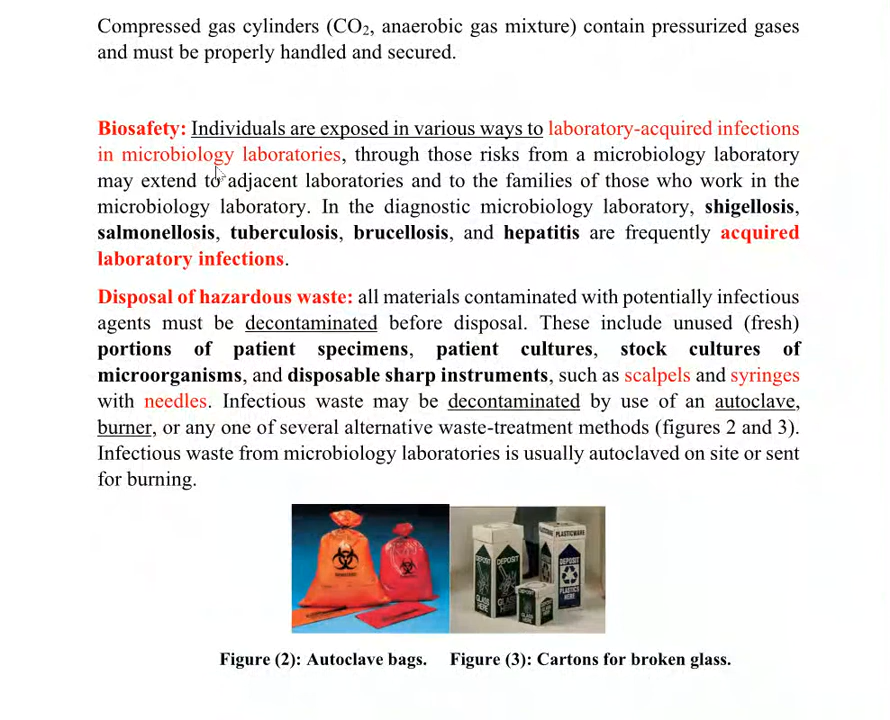 Compressed gas cylinders (CO₂, anaerobic gas mixture) contain pressurized gases
and must be properly handled and secured.
Biosafety: Individuals are exposed in various ways to laboratory-acquired infections
in microbiology laboratories, through those risks from a microbiology laboratory
may extend to adjacent laboratories and to the families of those who work in the
microbiology laboratory. In the diagnostic microbiology laboratory, shigellosis,
salmonellosis, tuberculosis, brucellosis, and hepatitis are frequently acquired
laboratory infections.
Disposal of hazardous waste: all materials contaminated with potentially infectious
agents must be decontaminated before disposal. These include unused (fresh)
portions of patient specimens, patient cultures, stock cultures of
microorganisms, and disposable sharp instruments, such as scalpels and syringes
with needles. Infectious waste may be decontaminated by use of an autoclave,
burner, or any one of several alternative waste-treatment methods (figures 2 and 3).
Infectious waste from microbiology laboratories is usually autoclaved on site or sent
for burning.
PLASTICWARE
DEPOSIT
DEPOSIT
GLASS
HERE
DEPOSIT
PLASTICS
HERE
Figure (2): Autoclave bags. Figure (3): Cartons for broken glass.